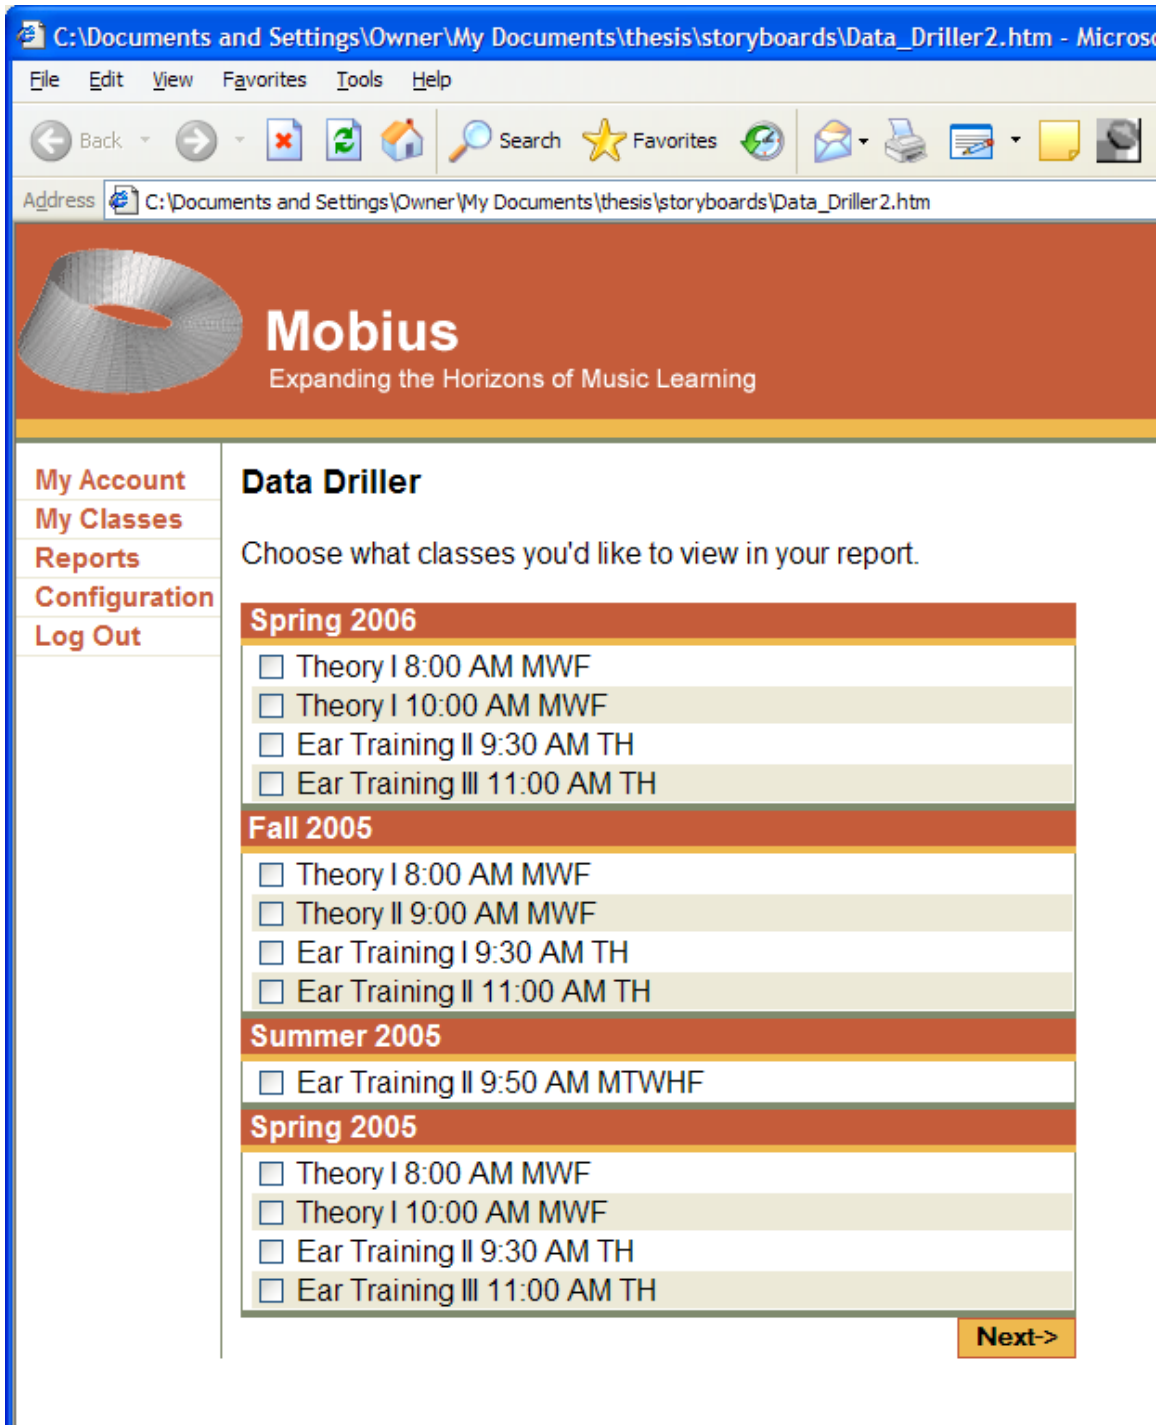 C:\Documents and Settings\Owner\My Documents\thesis\storyboards\Data_Driller2.htm - Micros
File Edit View Favorites Tools Help
Back Search Favorites
Address C:\Documents and Settings\Owner\My Documents\thesis\storyboards\Data_Driller2.htm
Mobius
Expanding the Horizons of Music Learning
My Account
My Classes
Reports
Configuration
Log Out
Data Driller
Choose what classes you'd like to view in your report.
Spring 2006
Theory I 8:00 AM MWF
Theory I 10:00 AM MWF
Ear Training II 9:30 AM TH
Ear Training III 11:00 AM TH
Fall 2005
Theory I 8:00 AM MWF
Theory II 9:00 AM MWF
Ear Training I 9:30 AM TH
Ear Training II 11:00 AM TH
Summer 2005
Ear Training II 9:50 AM MTWHF
Spring 2005
Theory I 8:00 AM MWF
Theory I 10:00 AM MWF
Ear Training II 9:30 AM TH
Ear Training III 11:00 AM TH
Next->